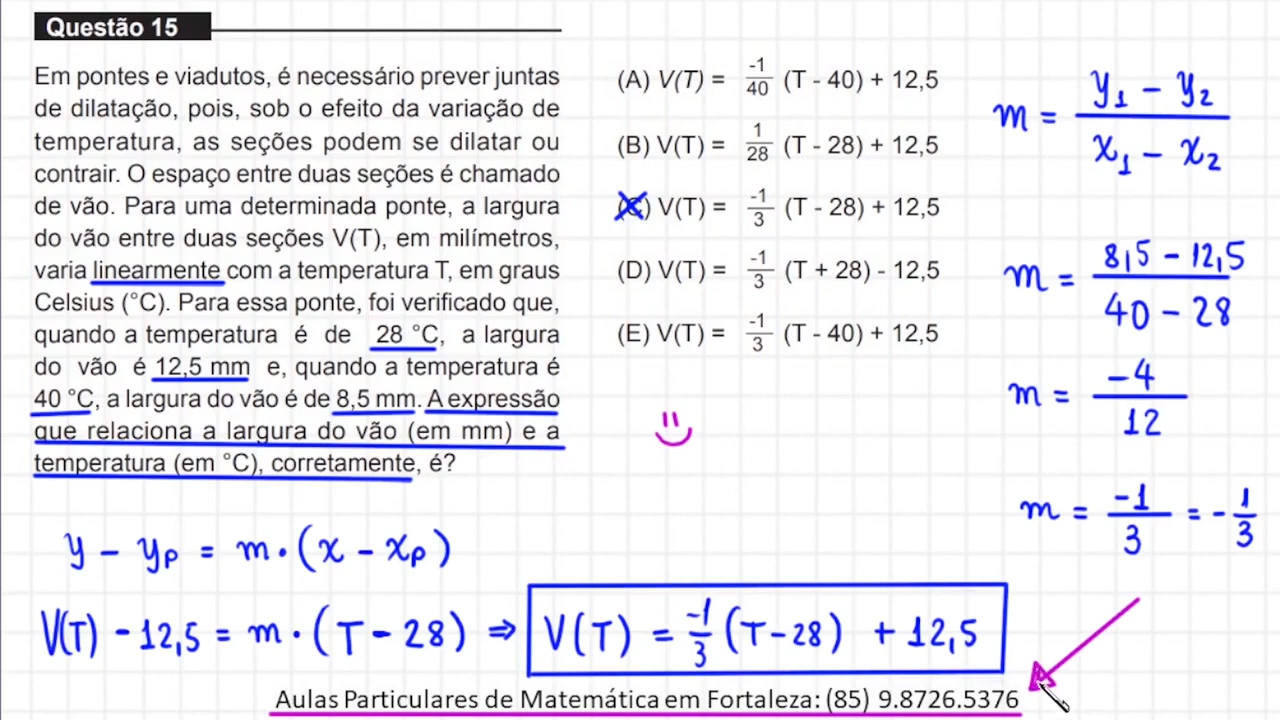 Questão 15
Em pontes e viadutos, é necessário prever juntas
de dilatação, pois, sob o efeito da variação de
temperatura, as seções podem se dilatar ou
contrair. O espaço entre duas seções é chamado
de vão. Para uma determinada ponte, a largura
do vão entre duas seções V(T), em milímetros,
varia linearmente com a temperatura T, em graus
Celsius (°C). Para essa ponte, foi verificado que,
quando a temperatura é de 28 °C, a largura
do vão é 12,5 mm e, quando a temperatura é
40 °C, a largura do vão é de 8,5 mm. A expressão
que relaciona a largura do vão (em mm) e a
temperatura (em °C), corretamente, é?
(A) V(T) = -1/40 (T - 40) + 12,5
(B) V(T) = 1/28 (T - 28) + 12,5
(C) V(T) = -1/3 (T - 28) + 12,5
(D) V(T) = -1/3 (T + 28) - 12,5
(E) V(T) = -1/3 (T - 40) + 12,5
m = y1 - y2 / x1 - x2
m = 8,5 - 12,5 / 40 - 28
m = -4 / 12
m = -1/3 = -1/3
y - yp = m·(x - xp)
V(T) - 12,5 = m·(T - 28) ⇒ V(T) = -1/3 (T-28) + 12,5
Aulas Particulares de Matemática em Fortaleza: (85) 9.8726.5376